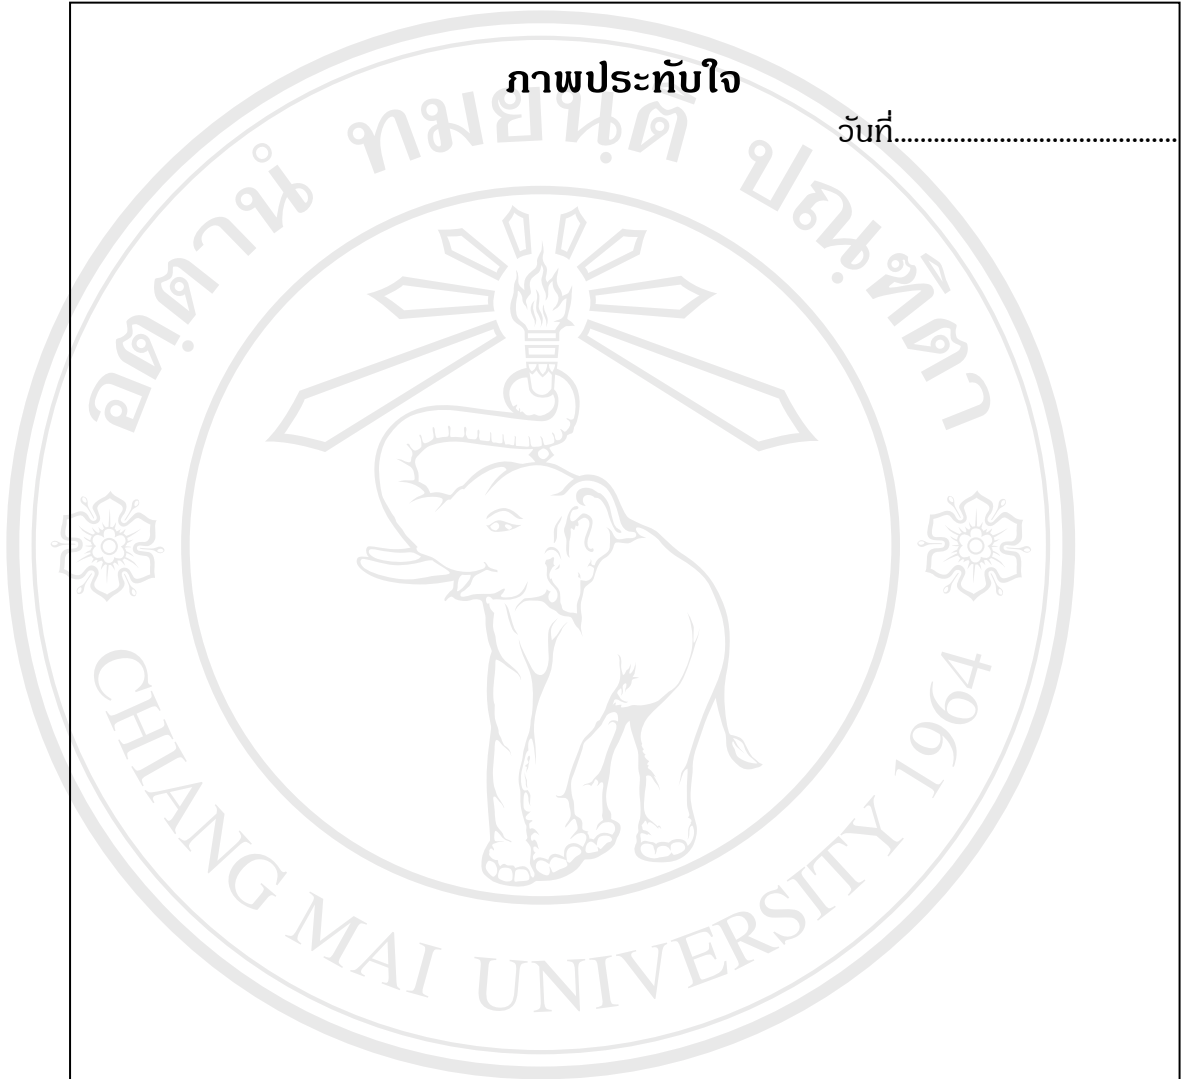 ภาพประทับใจ
วันที่...........................................
อตฺตานํ ทมยนฺติ ปณฺฑิตา
CHIANG MAI UNIVERSITY 1964